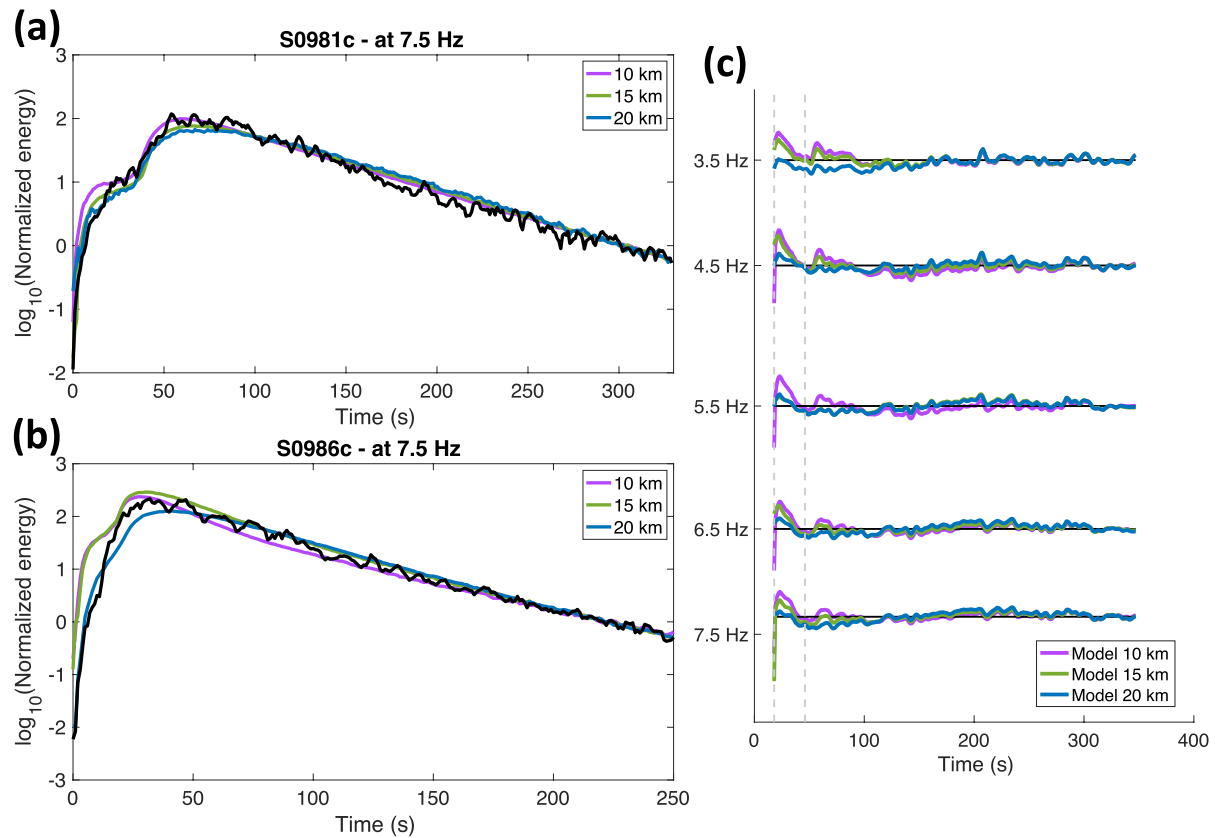 (a)
S0981c - at 7.5 Hz
log10(Normalized energy)
3
2
1
0
-1
-2
0 50 100 150 200 250 300
Time (s)
10 km
15 km
20 km
(b)
S0986c - at 7.5 Hz
log10(Normalized energy)
3
2
1
0
-1
-2
-3
0 50 100 150 200 250
Time (s)
10 km
15 km
20 km
(c)
3.5 Hz
4.5 Hz
5.5 Hz
6.5 Hz
7.5 Hz
Model 10 km
Model 15 km
Model 20 km
0 100 200 300 400
Time (s)